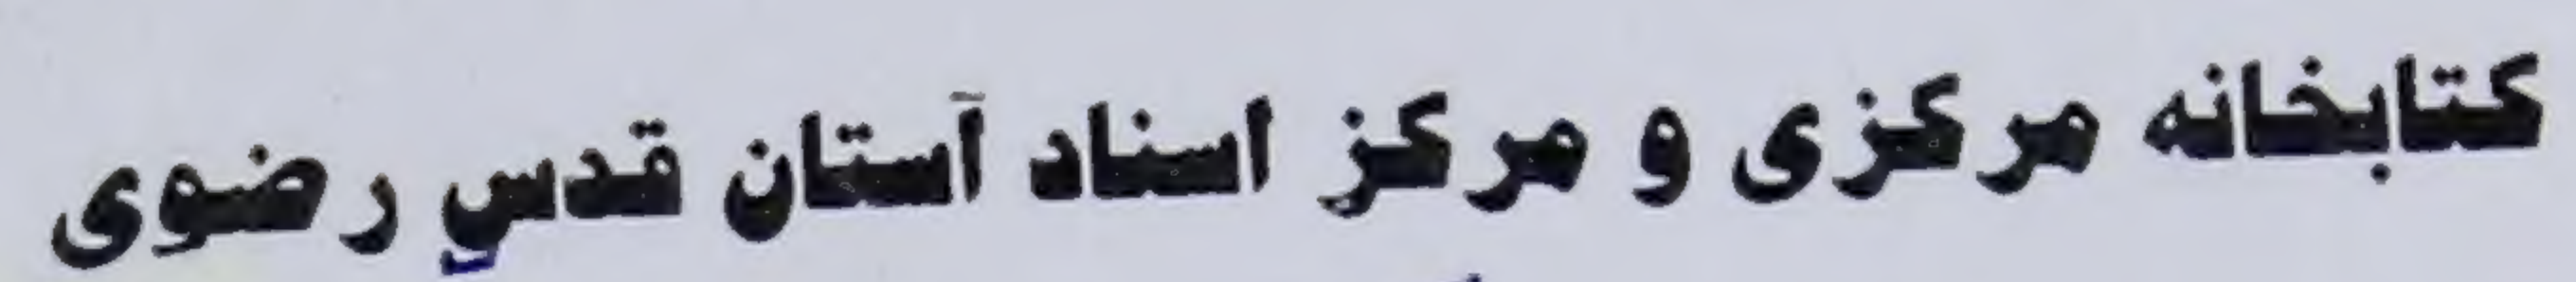 کتابخانه مرکزی و مرکز اسناد آستان قدس رضوی